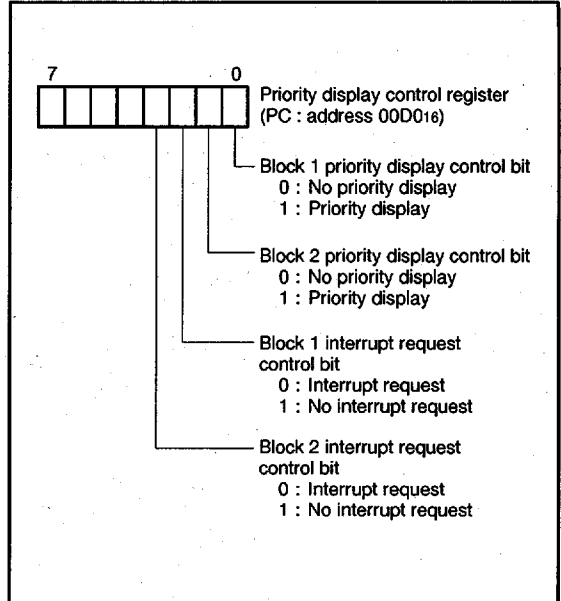 7 0
Priority display control register
(PC : address 00D016)
Block 1 priority display control bit
0 : No priority display
1 : Priority display
Block 2 priority display control bit
0 : No priority display
1 : Priority display
Block 1 interrupt request
control bit
0 : Interrupt request
1 : No interrupt request
Block 2 interrupt request
control bit
0 : Interrupt request
1 : No interrupt request